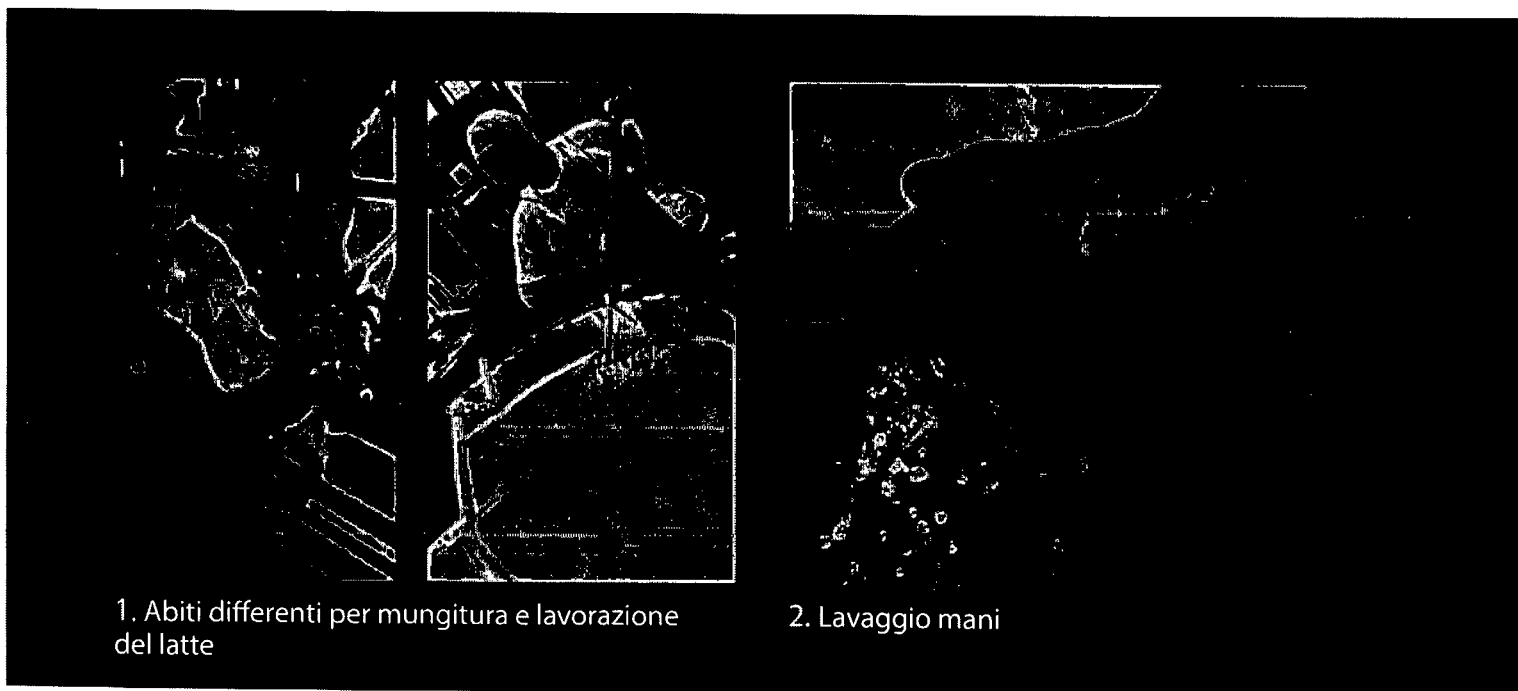 1. Abiti differenti per mungitura e lavorazione
del latte
2. Lavaggio mani